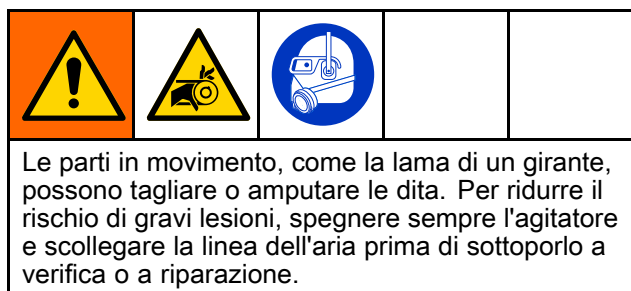 Le parti in movimento, come la lama di un girante,
possono tagliare o amputare le dita. Per ridurre il
rischio di gravi lesioni, spegnere sempre l'agitatore
e scollegare la linea dell'aria prima di sottoporlo a
verifica o a riparazione.